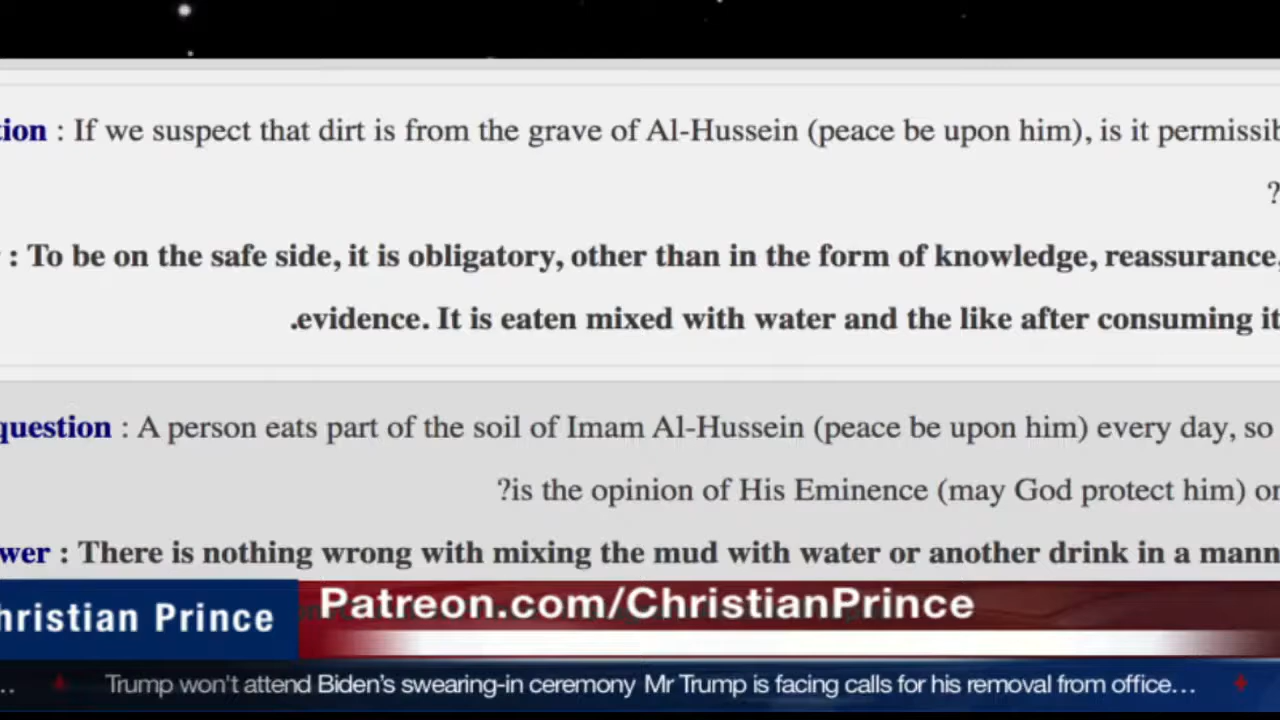 tion : If we suspect that dirt is from the grave of Al-Hussein (peace be upon him), is it permissib
?
: To be on the safe side, it is obligatory, other than in the form of knowledge, reassurance,
.evidence. It is eaten mixed with water and the like after consuming it
question : A person eats part of the soil of Imam Al-Hussein (peace be upon him) every day, so
?is the opinion of His Eminence (may God protect him) or
wer : There is nothing wrong with mixing the mud with water or another drink in a mann
hristian Prince
Patreon.com/ChristianPrince
.. Trump won't attend Biden's swearing-in ceremony Mr Trump is facing calls for his removal from office…